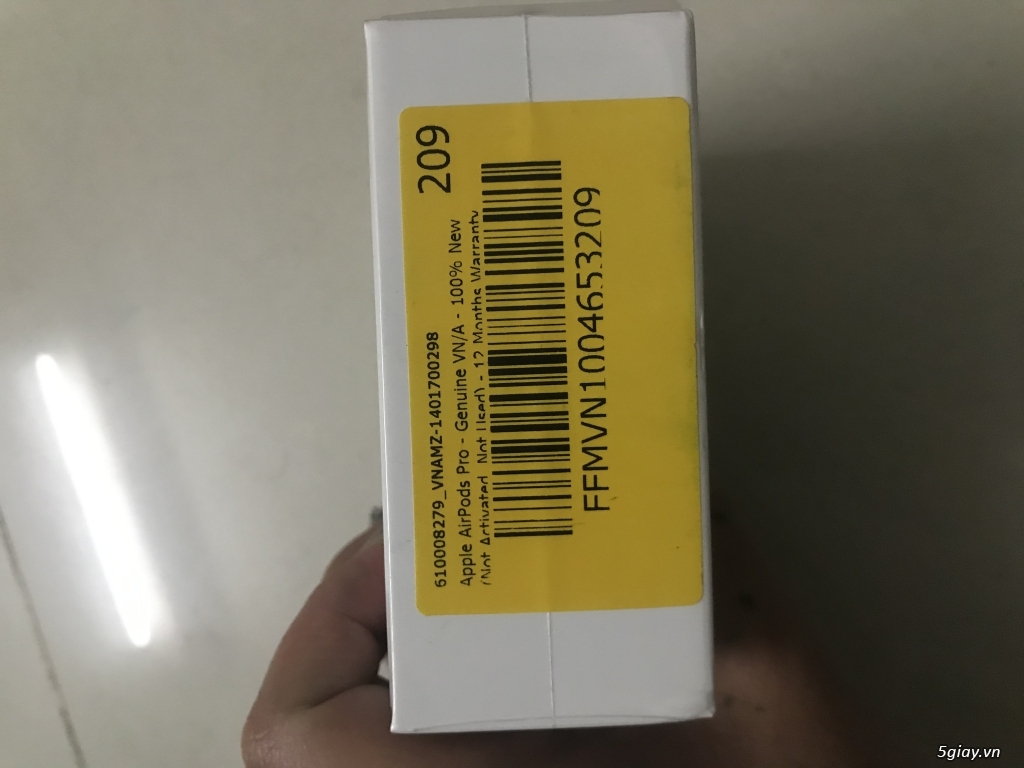 610008279_VNAMZ-1401700298
209
Apple AirPods Pro - Genuine VN/A - 100% New
(Not Activated, Not Used) - 12 Months Warranty
FFMVN1004653209
5giay.vn